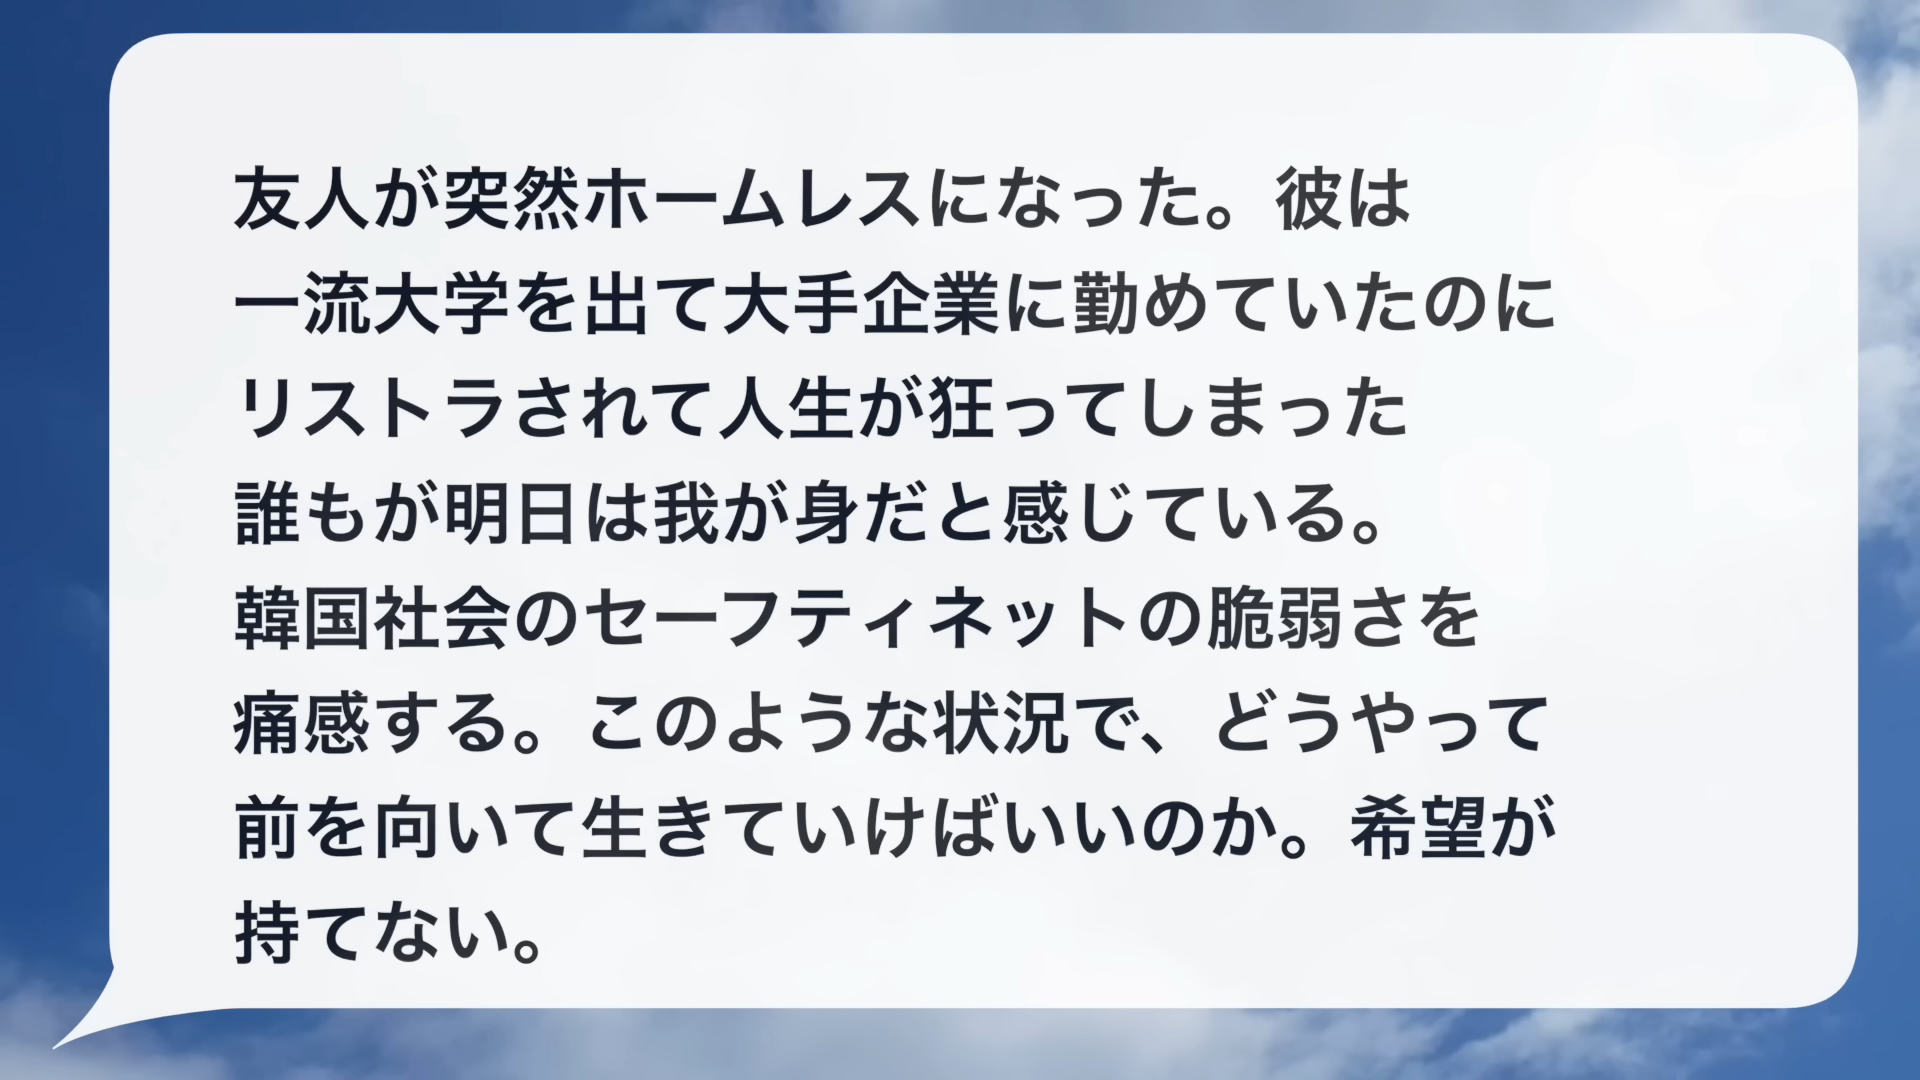 友人が突然ホームレスになった。彼は
一流大学を出て大手企業に勤めていたのに
リストラされて人生が狂ってしまった
誰もが明日は我が身だと感じている。
韓国社会のセーフティネットの脆弱さを
痛感する。このような状況で、どうやって
前を向いて生きていけばいいのか。希望が
持てない。